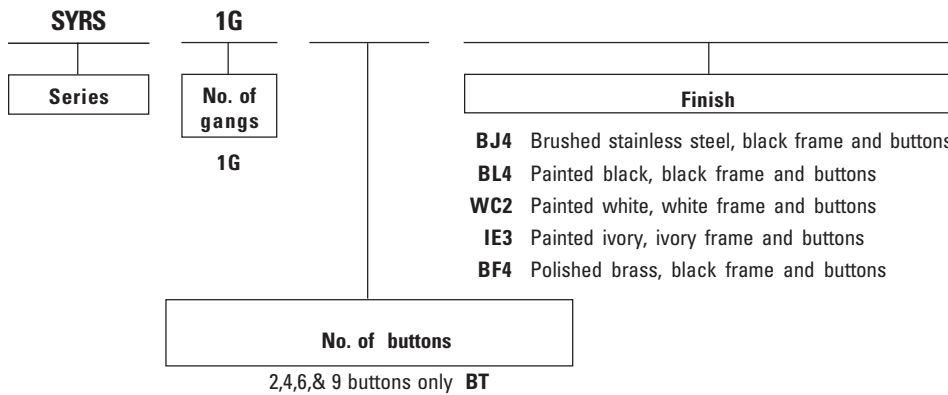 SYRS 1G
Series
No. of
gangs
1G
Finish
BJ4 Brushed stainless steel, black frame and buttons
BL4 Painted black, black frame and buttons
WC2 Painted white, white frame and buttons
IE3 Painted ivory, ivory frame and buttons
BF4 Polished brass, black frame and buttons
No. of buttons
2,4,6,& 9 buttons only BT